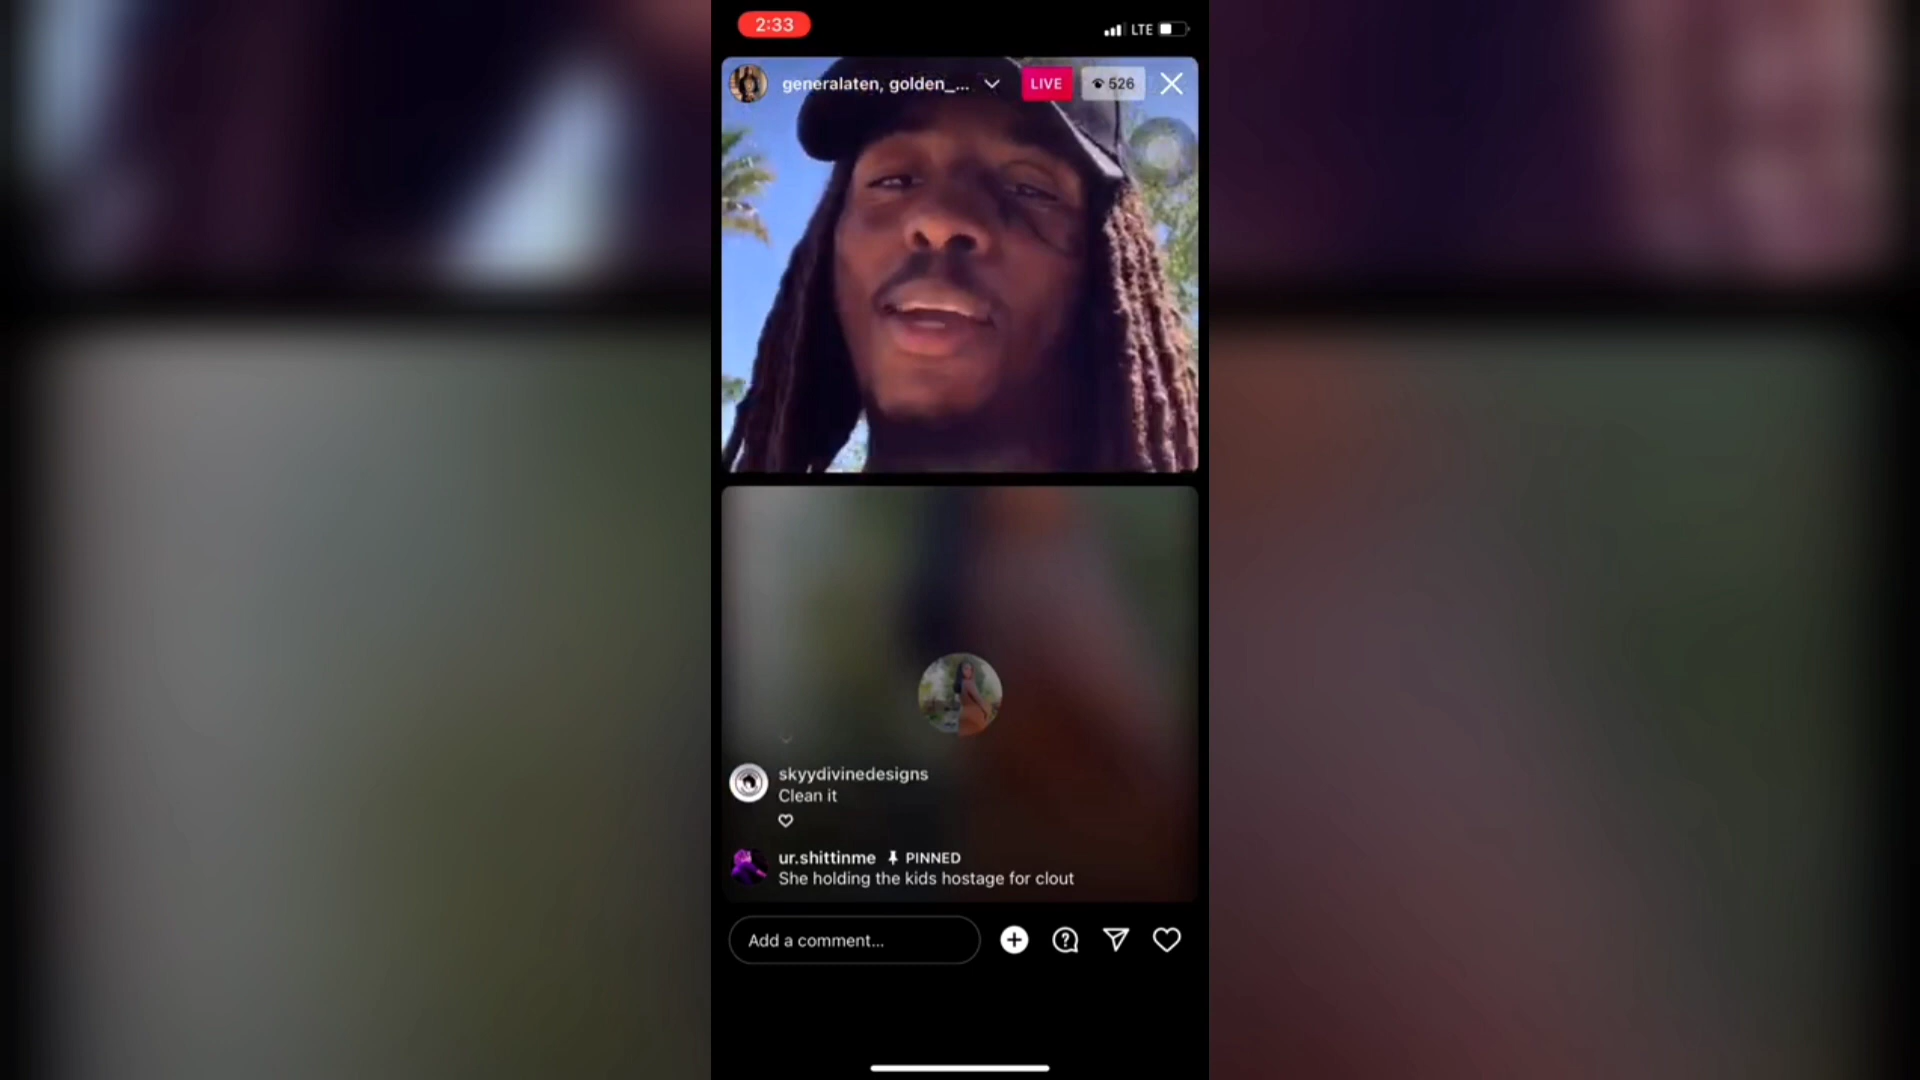 2:33
LTE
generalaten, golden_...
LIVE
526
skyydivinedesigns
Clean it
ur.shittinme PINNED
She holding the kids hostage for clout
Add a comment...